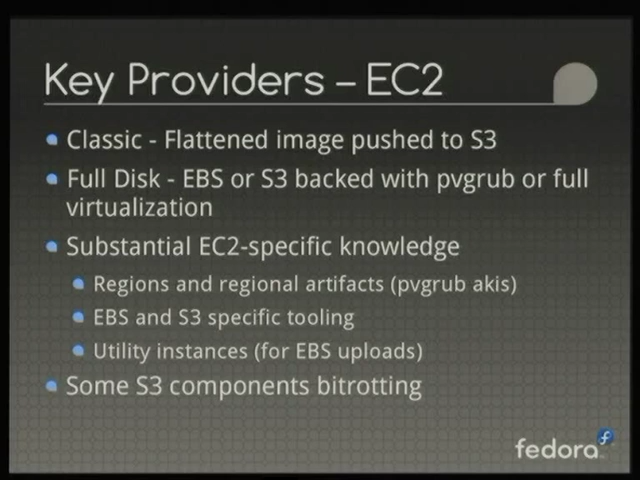 Key Providers – EC2
Classic - Flattened image pushed to S3
Full Disk - EBS or S3 backed with pvgrub or full
virtualization
Substantial EC2-specific knowledge
Regions and regional artifacts (pvgrub akis)
EBS and S3 specific tooling
Utility instances (for EBS uploads)
Some S3 components bitrotting
fedora